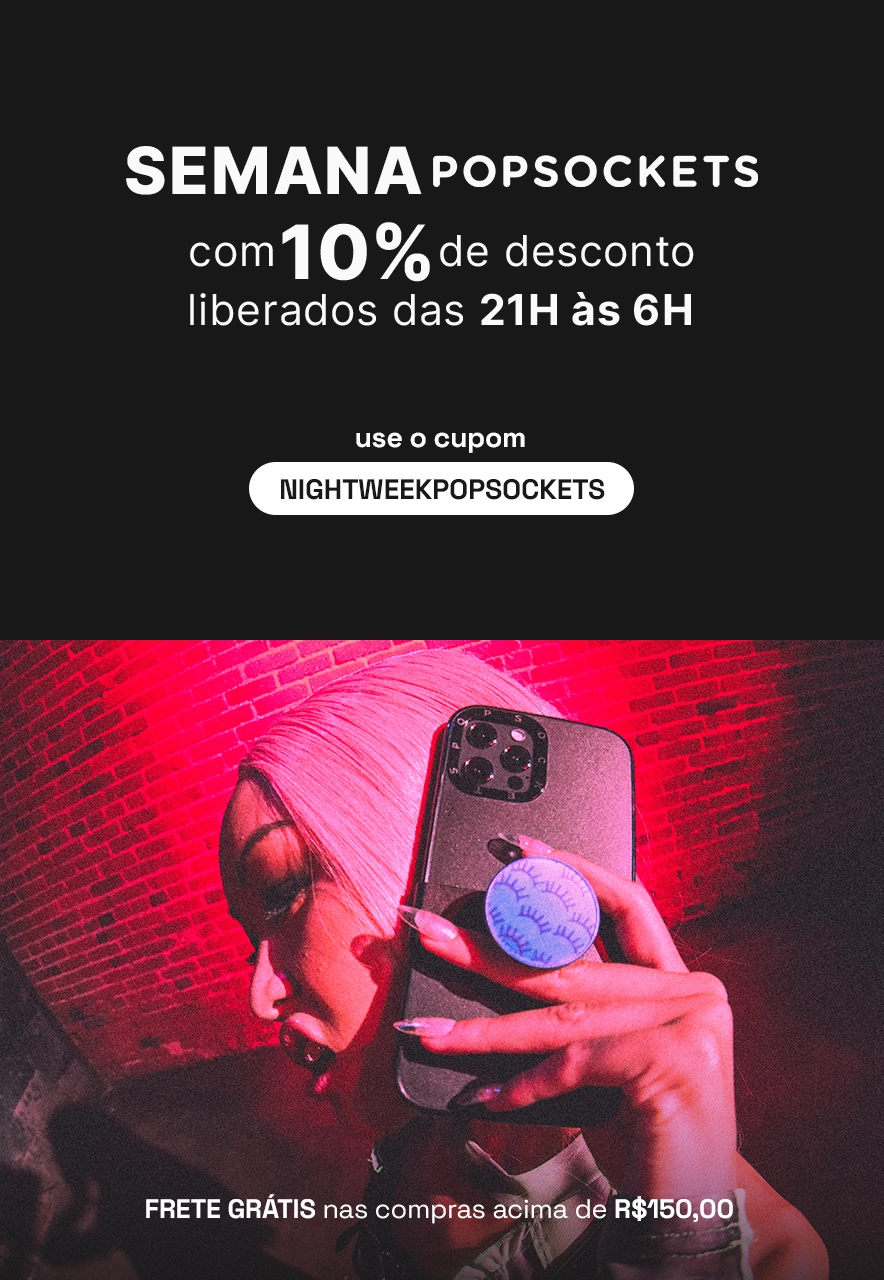 SEMANA POPSOCKETS
com 10% de desconto
liberados das 21H às 6H
use o cupom
NIGHTWEEKPOPSOCKETS
FRETE GRÁTIS nas compras acima de R$150,00